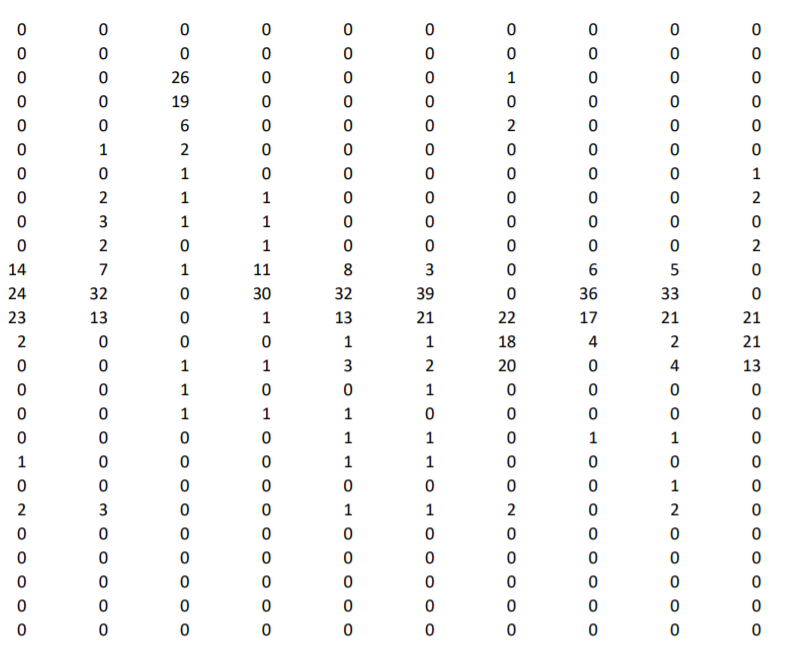 0 0 0 0 0 0 0 0 0 0
0 0 0 0 0 0 0 0 0 0
0 0 26 0 0 0 1 0 0 0
0 0 19 0 0 0 0 0 0 0
0 0 6 0 0 0 2 0 0 0
0 1 2 0 0 0 0 0 0 0
0 0 1 0 0 0 0 0 0 1
0 2 1 1 0 0 0 0 0 2
0 3 1 1 0 0 0 0 0 0
0 2 0 1 0 0 0 0 0 2
14 7 1 11 8 3 0 6 5 0
24 32 0 30 32 39 0 36 33 0
23 13 0 1 13 21 22 17 21 21
2 0 0 0 1 1 18 4 2 21
0 0 1 1 3 2 20 0 4 13
0 0 1 0 0 1 0 0 0 0
0 0 1 1 1 0 0 0 0 0
0 0 0 0 1 1 0 1 1 0
1 0 0 0 1 1 0 0 0 0
0 0 0 0 0 0 0 0 1 0
2 3 0 0 1 1 2 0 2 0
0 0 0 0 0 0 0 0 0 0
0 0 0 0 0 0 0 0 0 0
0 0 0 0 0 0 0 0 0 0
0 0 0 0 0 0 0 0 0 0
0 0 0 0 0 0 0 0 0 0